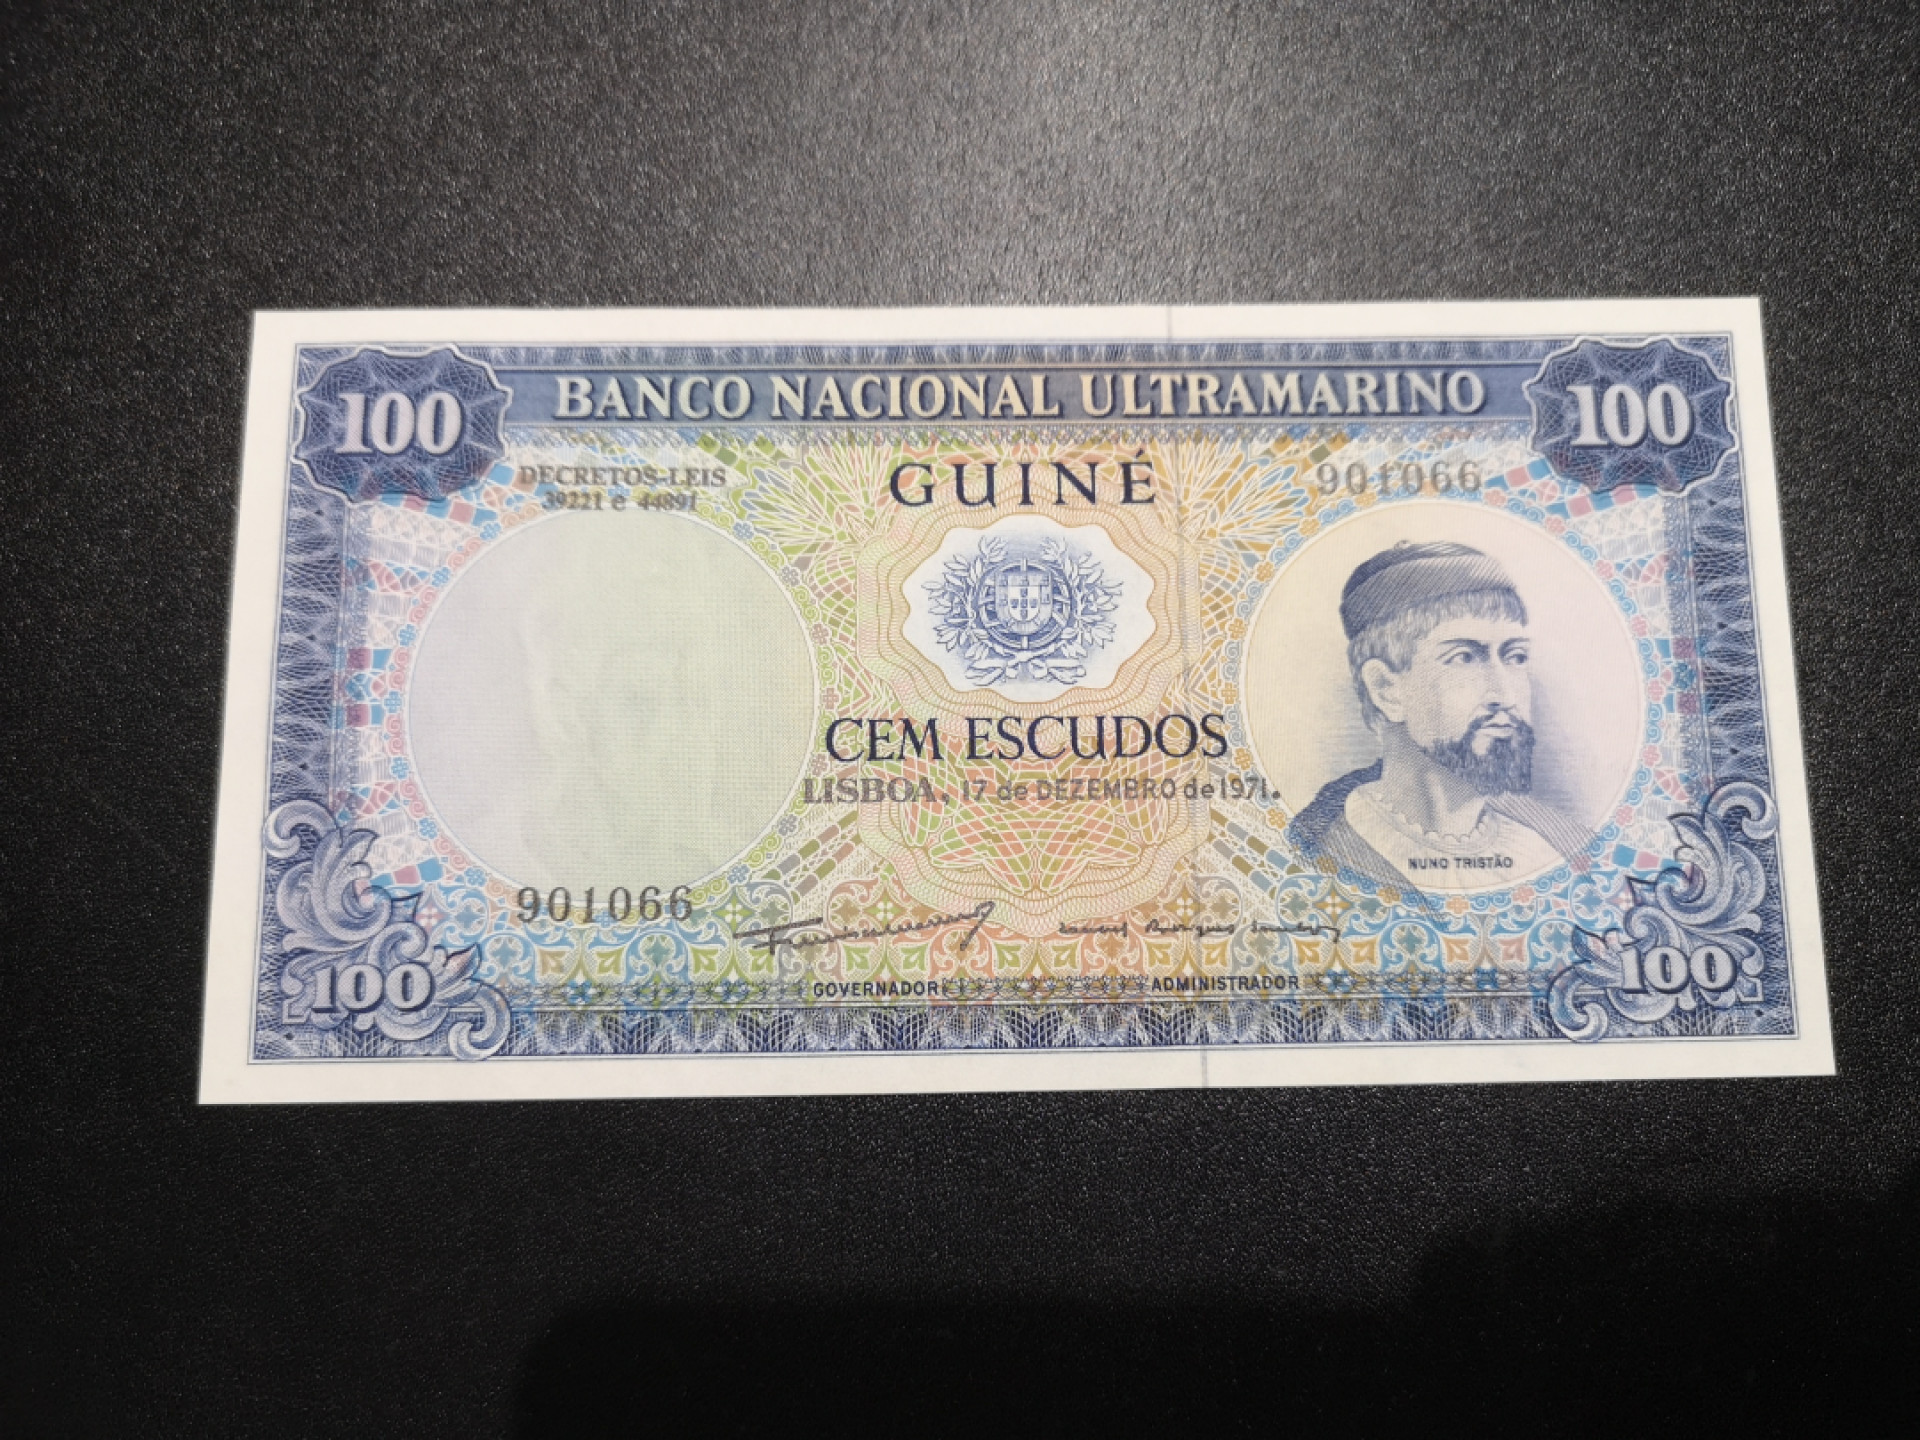 100 BANCO NACIONAL ULTRAMARINO 100
DECRETOS-LEIS
39221 e 44891
GUINÉ
901066
CEM ESCUDOS
LISBOA, 17 de DEZEMBRO de 1971.
NUNO TRISTÃO
901066
GOVERNADOR
ADMINISTRADOR
100
100